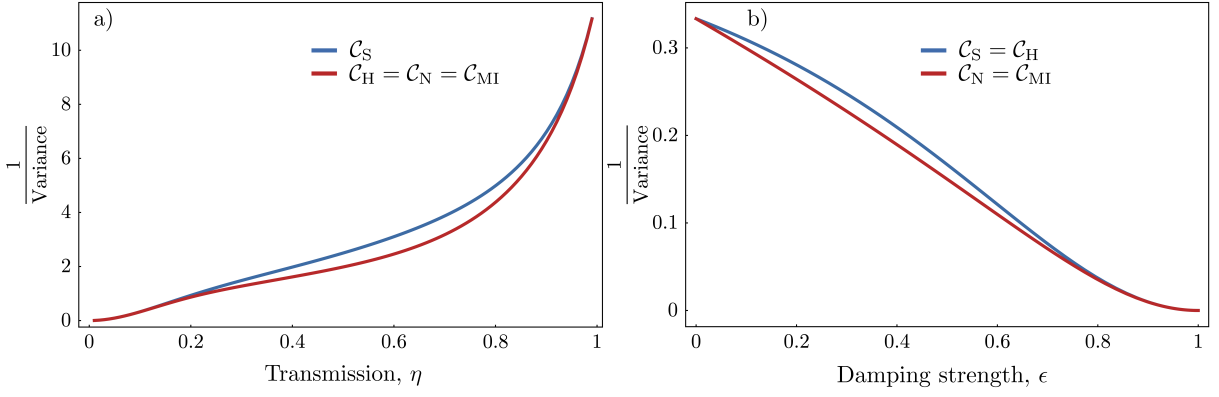 a)
𝒞S
𝒞H = 𝒞N = 𝒞MI
10
8
6
4
2
0
1
Variance
0
0.2
0.4
0.6
0.8
1
Transmission, η
b)
𝒞S = 𝒞H
𝒞N = 𝒞MI
0.3
0.2
0.1
0
1
Variance
0
0.2
0.4
0.6
0.8
1
Damping strength, ϵ